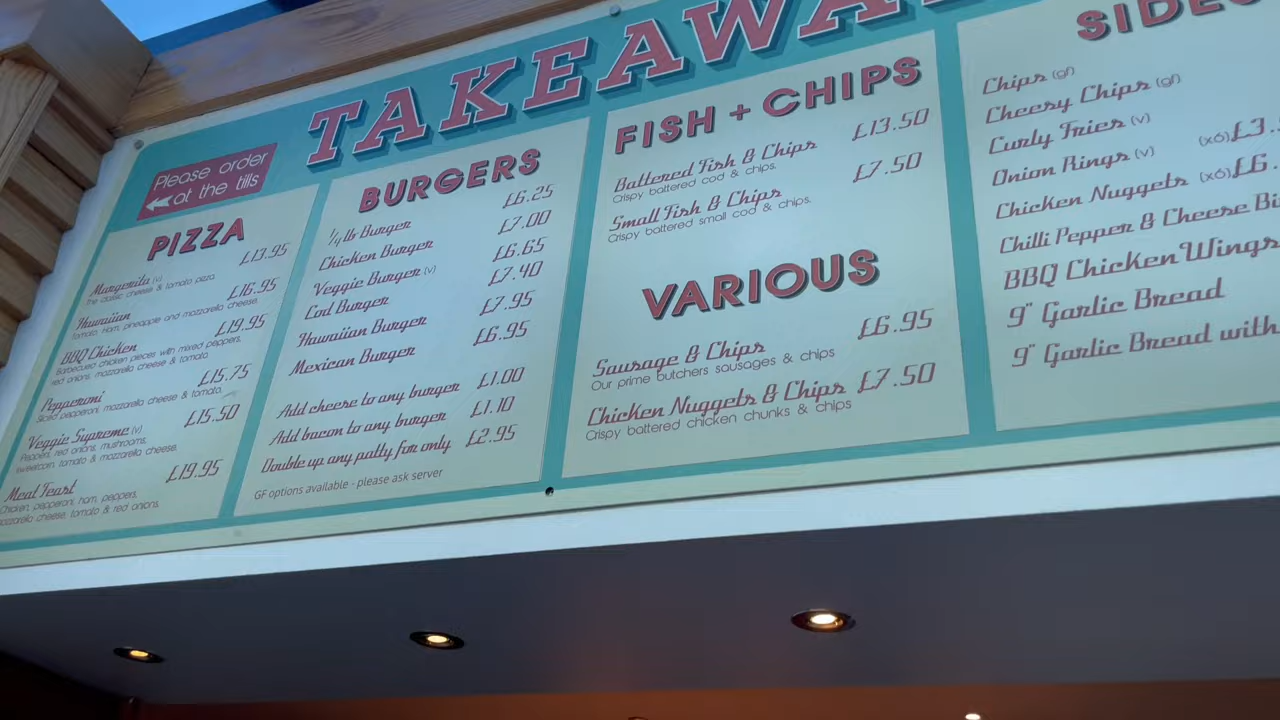 TAKEAWA
Please order
at the tills
PIZZA
Margerita (v) £13.95
The classic cheese & tomato pizza.
Hawaiian £16.95
Tomato, Ham, pineapple and mozzarella cheese.
BBQ Chicken £19.95
Barbecued chicken pieces with mixed peppers,
red onions, mozzarella cheese & tomato
Pepperoni £15.75
Sliced pepperoni, mozzarella cheese & tomato.
Veggie Supreme (v) £15.50
Peppers, red onions, mushrooms,
sweetcorn, tomato & mozzarella cheese.
Meat Feast £19.95
Chicken, pepperoni, ham, peppers,
mozzarella cheese, tomato & red onions.
BURGERS
1/4 lb Burger £6.25
Chicken Burger £7.00
Veggie Burger (v) £6.65
Cod Burger £7.40
Hawaiian Burger £7.95
Mexican Burger £6.95
Add cheese to any burger £1.00
Add bacon to any burger £1.10
Double up any patty for only £2.95
GF options available - please ask server
FISH + CHIPS
Battered Fish & Chips £13.50
Crispy battered cod & chips.
Small Fish & Chips £7.50
Crispy battered small cod & chips.
VARIOUS
Sausage & Chips £6.95
Our prime butchers sausages & chips
Chicken Nuggets & Chips £7.50
Crispy battered chicken chunks & chips
SIDES
Chips (gf)
Cheesy Chips (gf)
Curly Fries (v)
Onion Rings (v) (x6) £3.
Chicken Nuggets (x6) £6.
Chilli Pepper & Cheese Bi
BBQ Chicken Wings
9" Garlic Bread
9" Garlic Bread with